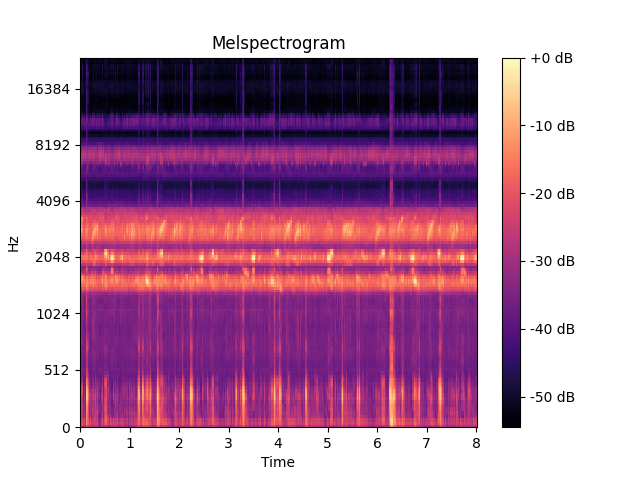 Melspectrogram
+0 dB
16384
-10 dB
8192
-20 dB
4096
Hz
2048
-30 dB
1024
-40 dB
512
-50 dB
0
0 1 2 3 4 5 6 7 8
Time